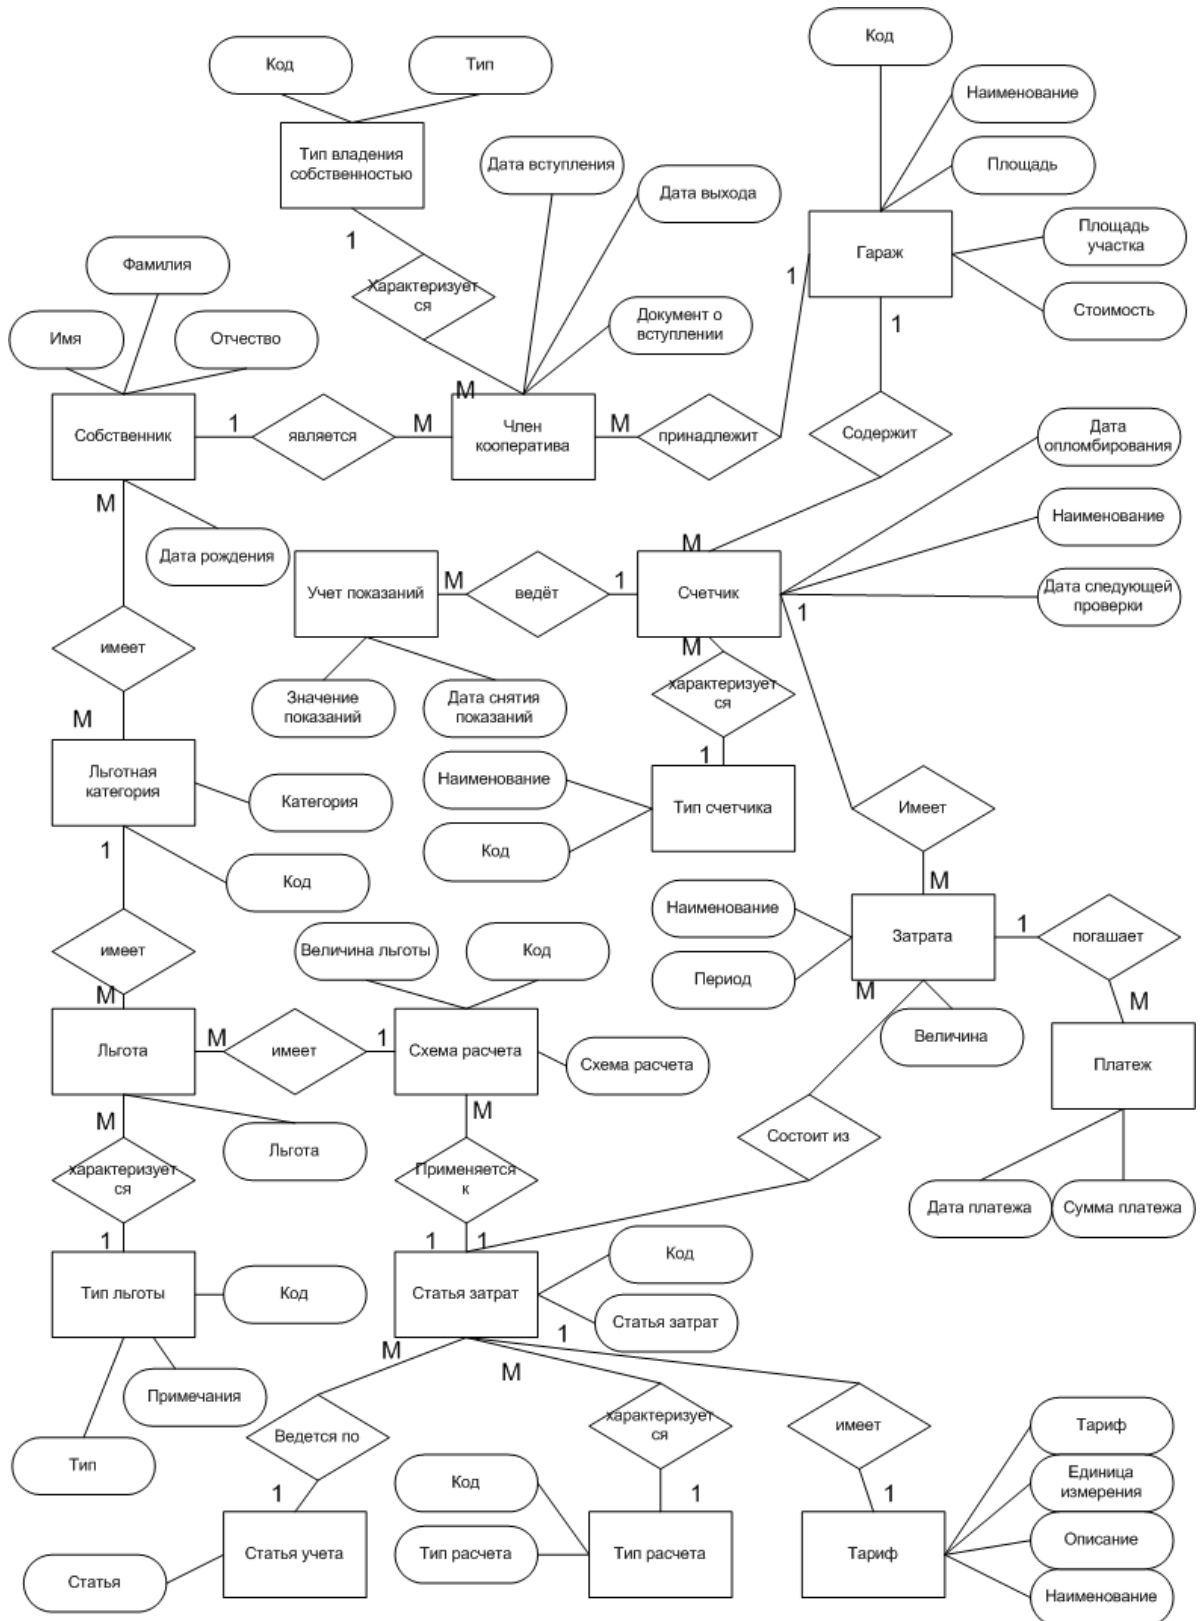 Код
Код
Тип
Наименование
Тип владения
собственностью
Дата вступления
Площадь
Дата выхода
Площадь
участка
1
Фамилия
Гараж
1
Характеризует
ся
Стоимость
Документ о
вступлении
1
Имя
Отчество
М
Собственник
1
является
М
Член
кооператива
М
принадлежит
Содержит
Дата
опломбирования
М
Наименование
М
Дата рождения
Учет показаний
М
ведёт
1
Счетчик
Дата следующей
проверки
1
имеет
М
характеризует
ся
Значение
показаний
Дата снятия
показаний
М
1
Льготная
категория
Наименование
Категория
Тип счетчика
Имеет
1
Код
Код
М
Наименование
Затрата
1
погашает
имеет
Величина льготы
Код
Период
М
М
М
Льгота
М
имеет
1
Схема расчета
Схема расчета
Величина
Платеж
М
М
Льгота
Состоит из
характеризует
ся
Применяется
к
Дата платежа
Сумма платежа
1
1
1
Код
Тип льготы
Код
Статья затрат
Статья затрат
1
М
М
Примечания
Ведется по
характеризует
ся
имеет
Тариф
Тип
Код
Единица
измерения
1
1
1
Описание
Статья учета
Тип расчета
Тип расчета
Тариф
Статья
Наименование